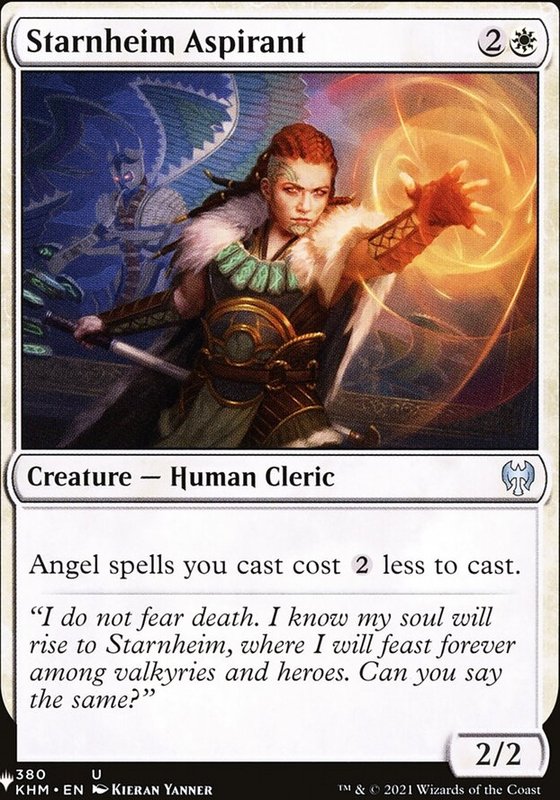 Starnheim Aspirant 2
Creature — Human Cleric
Angel spells you cast cost 2 less to cast.
“I do not fear death. I know my soul will
rise to Starnheim, where I will feast forever
among valkyries and heroes. Can you say
the same?”
2/2
380 U
KHM • EN Kieran Yanner
™ & © 2021 Wizards of the Coast